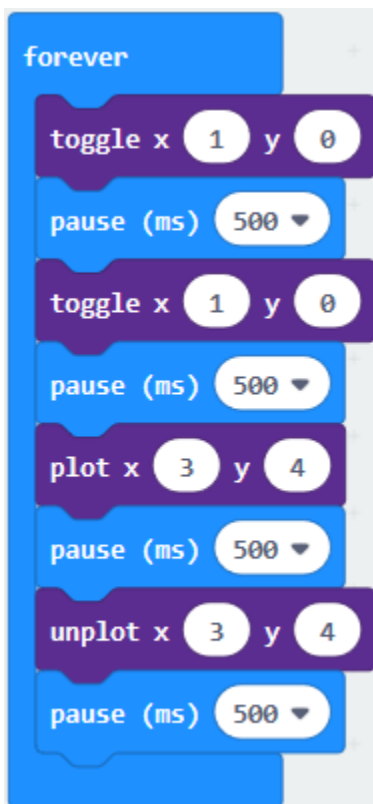 forever
toggle x 1 y 0
pause (ms) 500
toggle x 1 y 0
pause (ms) 500
plot x 3 y 4
pause (ms) 500
unplot x 3 y 4
pause (ms) 500